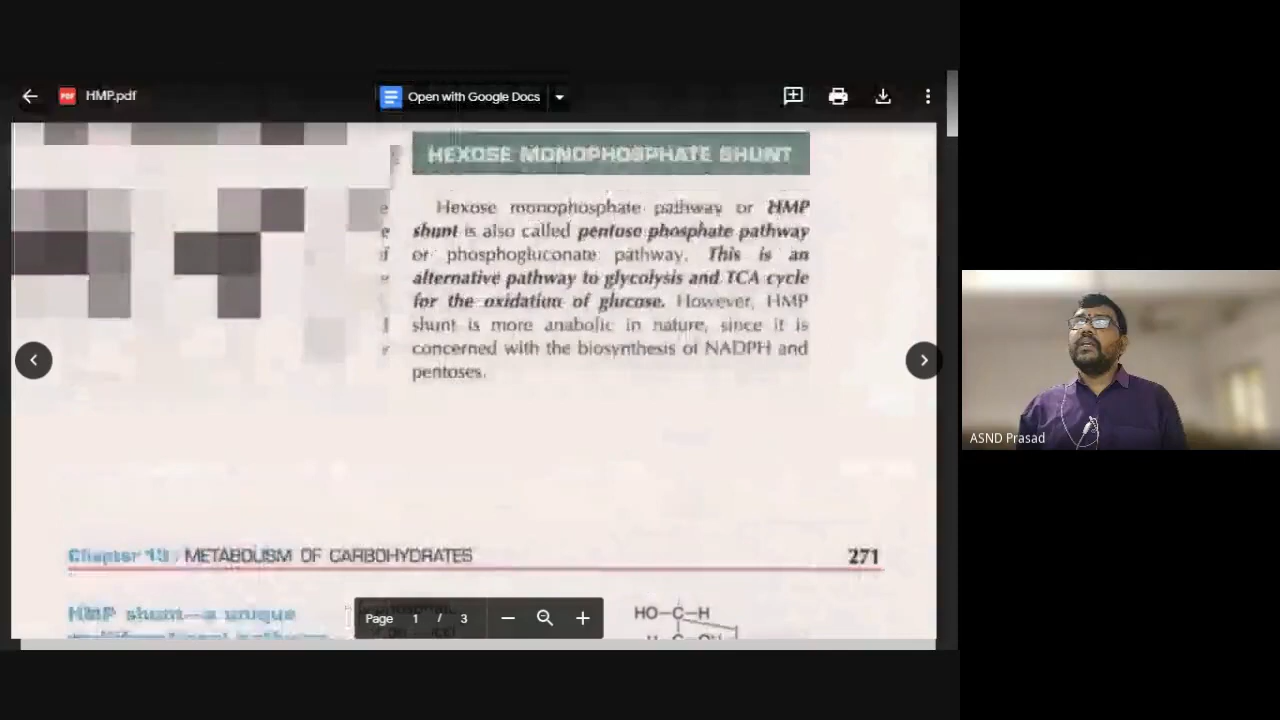 HMP.pdf
Open with Google Docs
HEXOSE MONOPHOSPHATE SHUNT
Hexose monophosphate pathway or HMP
shunt is also called pentose phosphate pathway
or phosphogluconate pathway. This is an
alternative pathway to glycolysis and TCA cycle
for the oxidation of glucose. However, HMP
shunt is more anabolic in nature, since it is
concerned with the biosynthesis of NADPH and
pentoses.
ASND Prasad
Chapter 13 : METABOLISM OF CARBOHYDRATES
271
HMP shunt—a unique
HO—C—H
Page 1 / 3